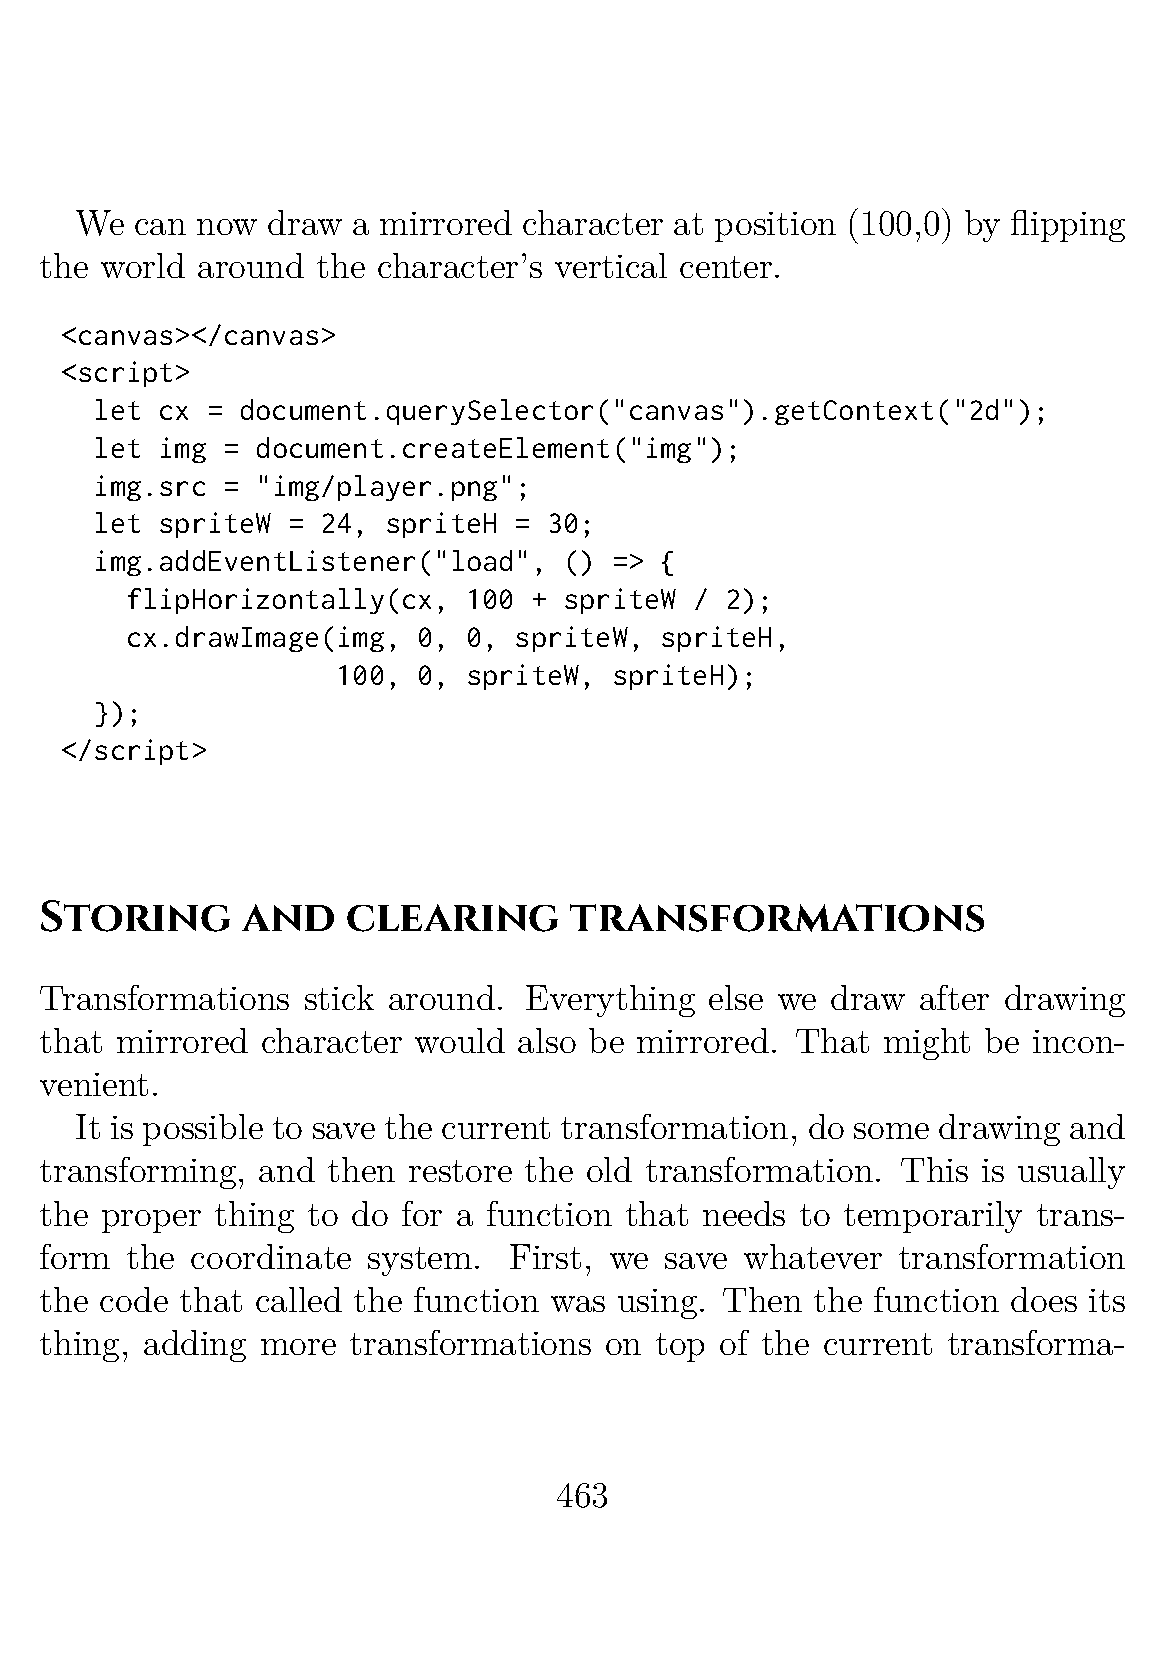 We can now draw a mirrored character at position (100,0) by flipping
the world around the character's vertical center.
<canvas></canvas>
<script>
  let cx = document.querySelector("canvas").getContext("2d");
  let img = document.createElement("img");
  img.src = "img/player.png";
  let spriteW = 24, spriteH = 30;
  img.addEventListener("load", () => {
    flipHorizontally(cx, 100 + spriteW / 2);
    cx.drawImage(img, 0, 0, spriteW, spriteH,
                 100, 0, spriteW, spriteH);
  });
</script>
Storing and clearing transformations
Transformations stick around. Everything else we draw after drawing
that mirrored character would also be mirrored. That might be incon-
venient.
It is possible to save the current transformation, do some drawing and
transforming, and then restore the old transformation. This is usually
the proper thing to do for a function that needs to temporarily trans-
form the coordinate system. First, we save whatever transformation
the code that called the function was using. Then the function does its
thing, adding more transformations on top of the current transforma-
463